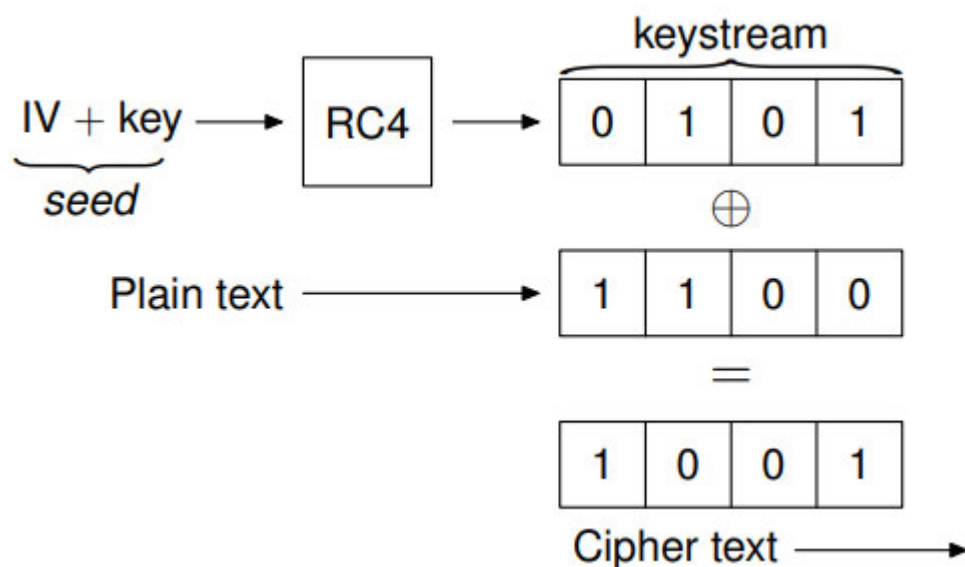 keystream
IV + key
RC4
0 1 0 1
seed
⊕
Plain text
1 1 0 0
=
1 0 0 1
Cipher text